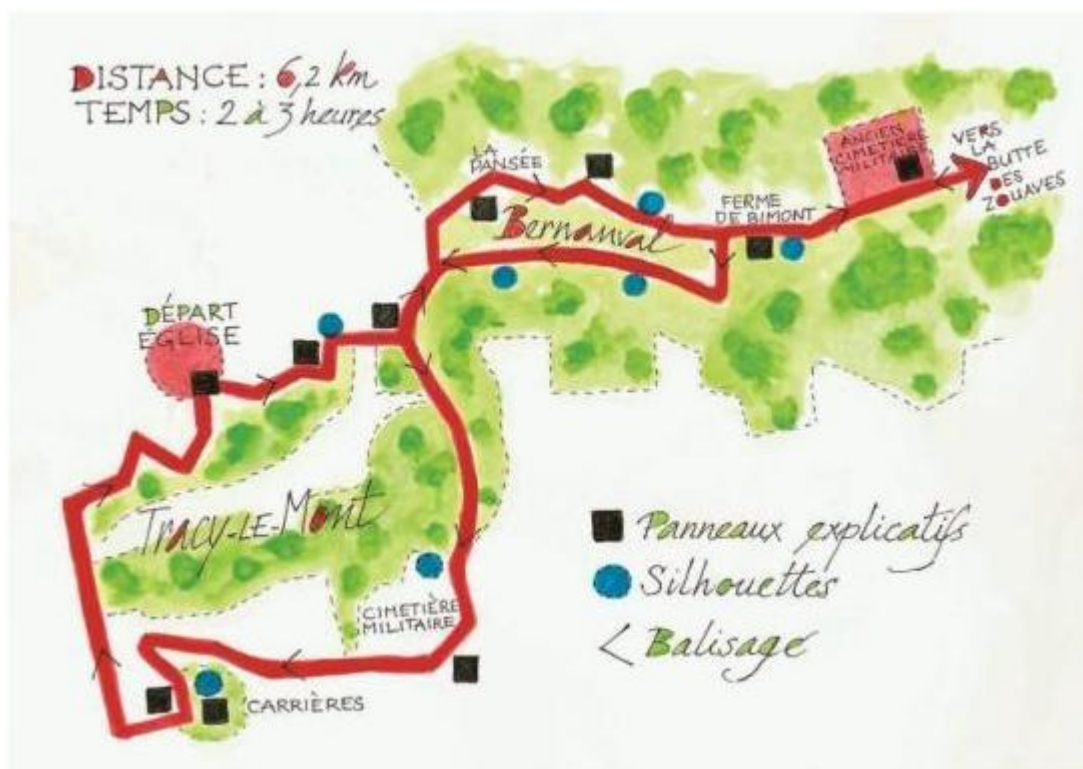 DISTANCE : 6,2 km
TEMPS : 2 à 3 heures
LA
PANSÉE
ANCIEN
CIMETIÈRE
MILITAIRE
VERS
LA
BUTTE
DES
ZOUAVES
FERME
DE BIMONT
Bernanval
DÉPART
ÉGLISE
TRACY-LE-MONT
CIMETIÈRE
MILITAIRE
CARRIÈRES
Panneaux explicatifs
Silhouettes
< Balisage